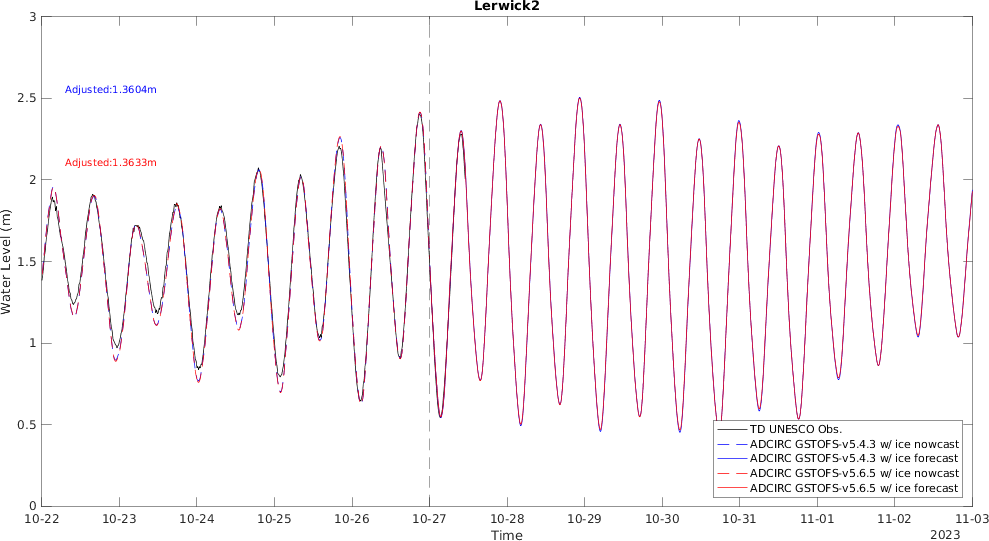 Lerwick2
3
2.5
2
1.5
1
0.5
0
Water Level (m)
Adjusted:1.3604m
Adjusted:1.3633m
TD UNESCO Obs.
ADCIRC GSTOFS-v5.4.3 w/ ice nowcast
ADCIRC GSTOFS-v5.4.3 w/ ice forecast
ADCIRC GSTOFS-v5.6.5 w/ ice nowcast
ADCIRC GSTOFS-v5.6.5 w/ ice forecast
10-22 10-23 10-24 10-25 10-26 10-27 10-28 10-29 10-30 10-31 11-01 11-02 11-03
Time
2023